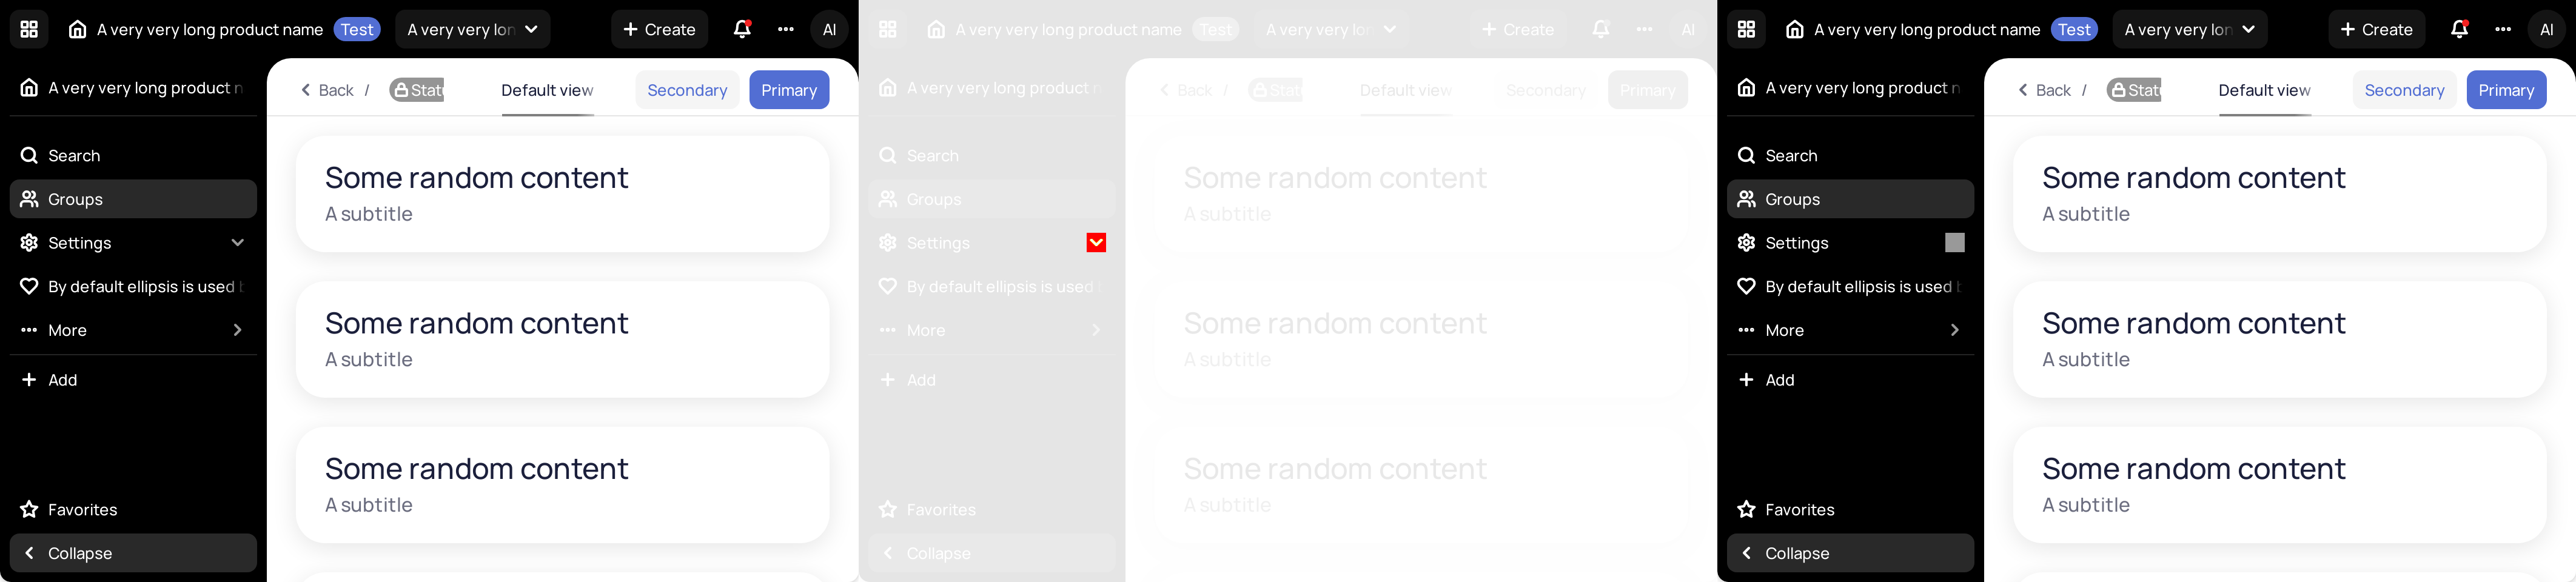 A very very long product name Test A very very lon + Create AI
A very very long product n
Back / Statu Default view Secondary Primary
Search
Groups
Settings
By default ellipsis is used b
More
Add
Favorites
Collapse
Some random content
A subtitle
Some random content
A subtitle
Some random content
A subtitle
A very very long product name Test A very very lon + Create AI
A very very long product n
Back / Statu Default view Secondary Primary
Search
Groups
Settings
By default ellipsis is used
More
Add
Favorites
Collapse
Some random content
A subtitle
Some random content
A subtitle
Some random content
A subtitle
A very very long product name Test A very very lon + Create AI
A very very long product n
Back / Statu Default view Secondary Primary
Search
Groups
Settings
By default ellipsis is used b
More
Add
Favorites
Collapse
Some random content
A subtitle
Some random content
A subtitle
Some random content
A subtitle